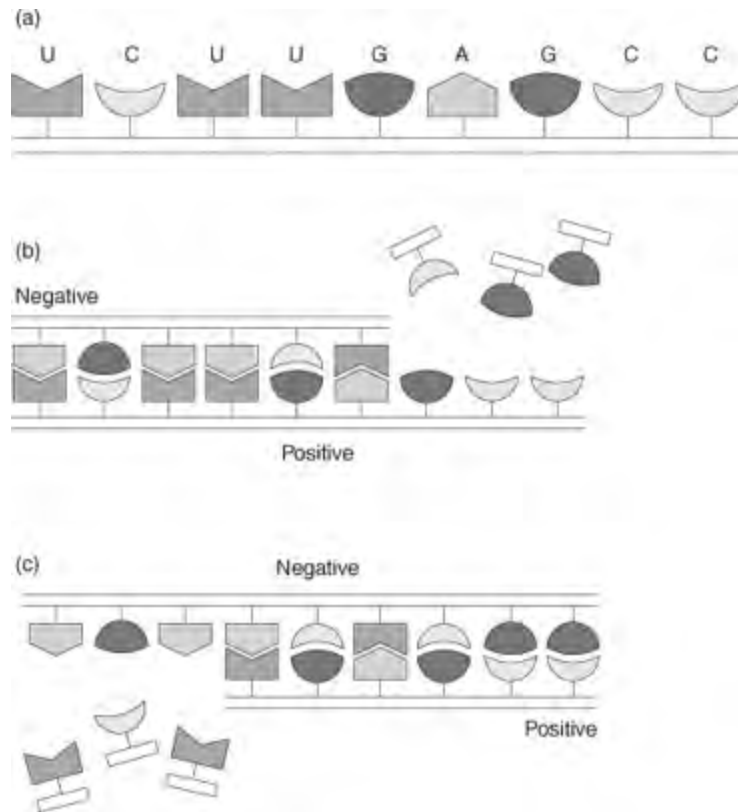 (a)
U C U U G A G C C
(b)
Negative
Positive
(c)
Negative
Positive